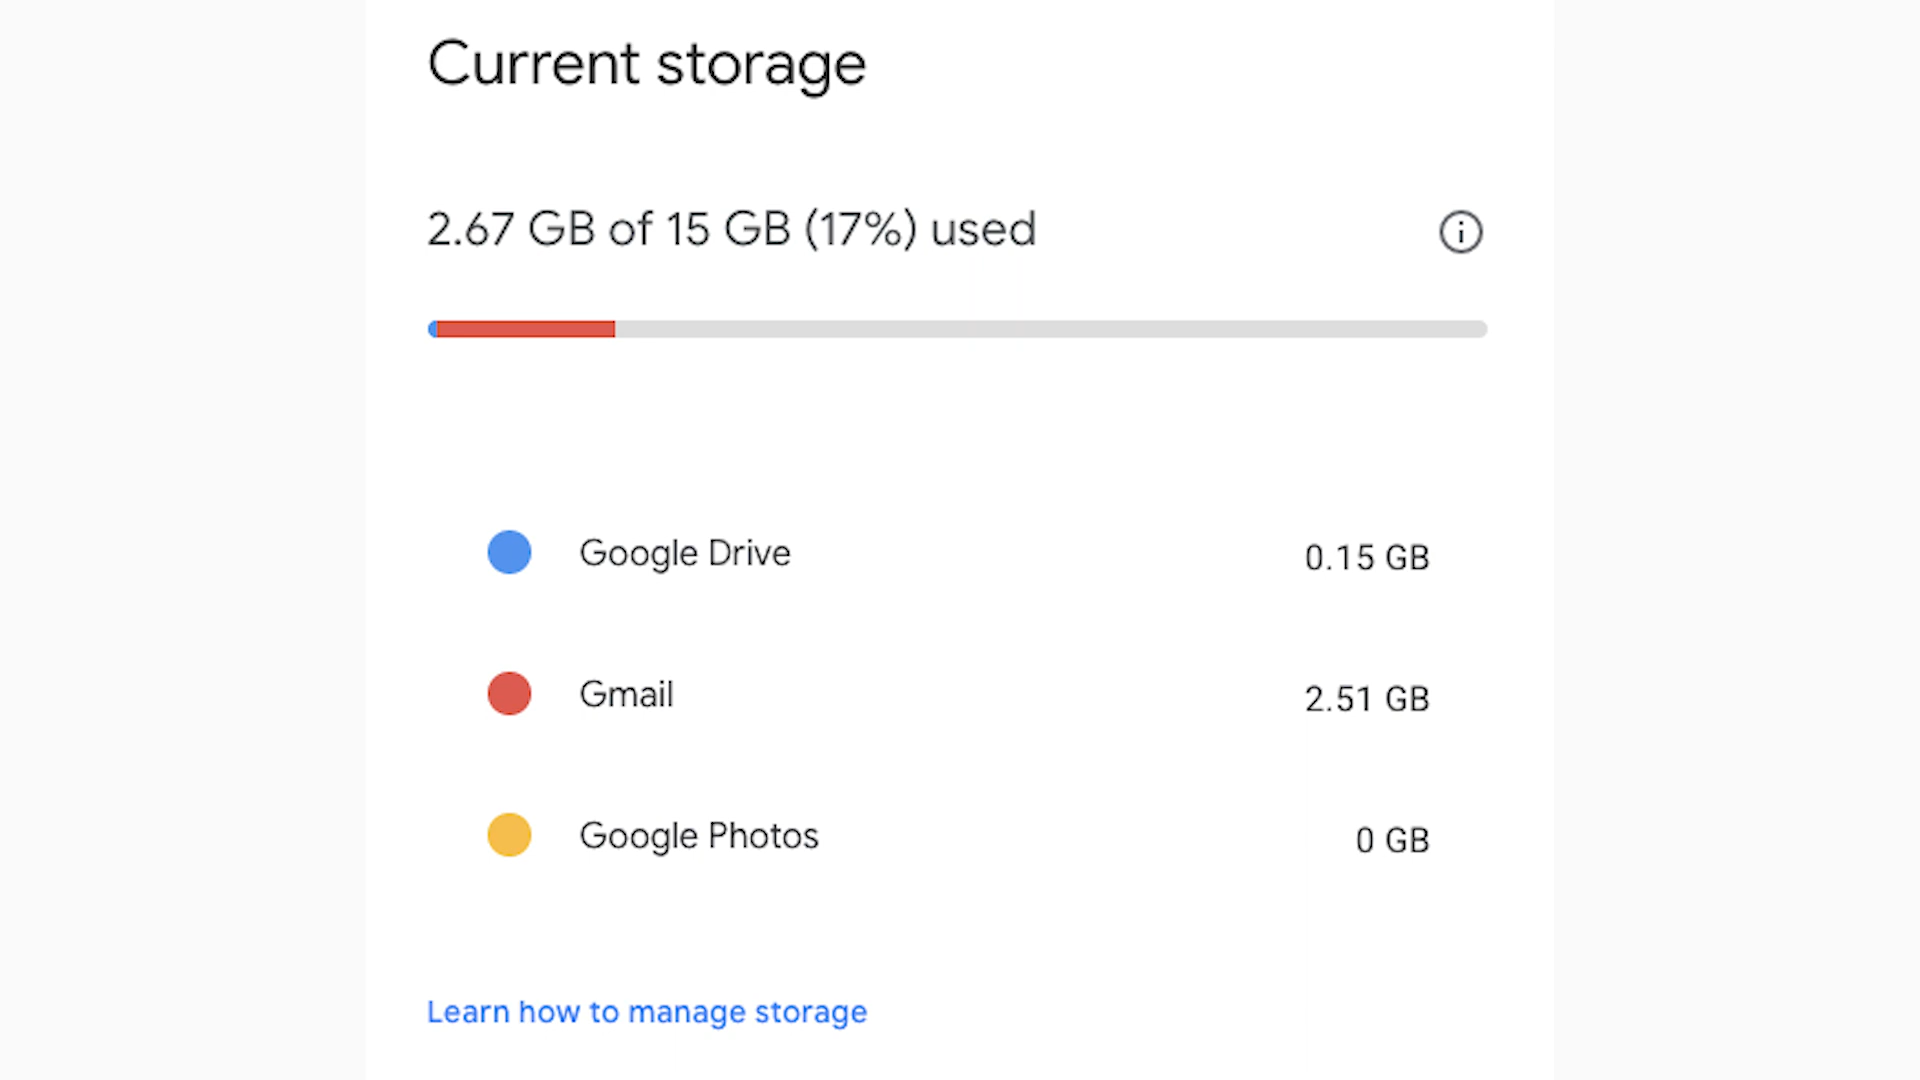 Current storage
2.67 GB of 15 GB (17%) used
Google Drive 0.15 GB
Gmail 2.51 GB
Google Photos 0 GB
Learn how to manage storage